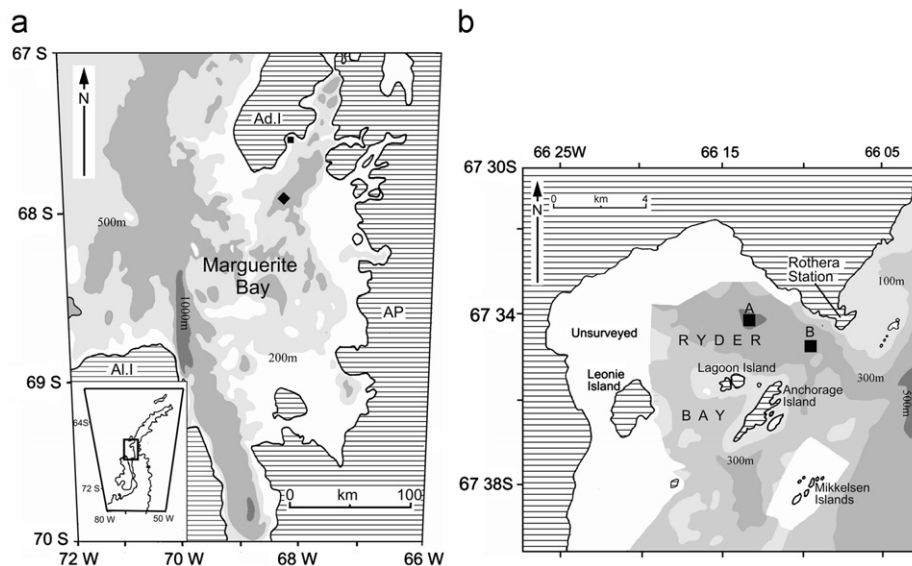 a
67 S
N
Ad.I
68 S
500m
Marguerite
Bay
1000m
AP
200m
69 S
Al.I
64S
72 S
80 W
50 W
0
km
100
70 S
72 W
70 W
68 W
66 W
b
66 25W
66 15
66 05
67 30S
N
0
km
4
Rothera
Station
100m
67 34
A
B
Unsurveyed
R Y D E R
300m
Lagoon Island
Leonie
Island
Anchorage
Island
500m
B A Y
300m
67 38S
Mikkelsen
Islands